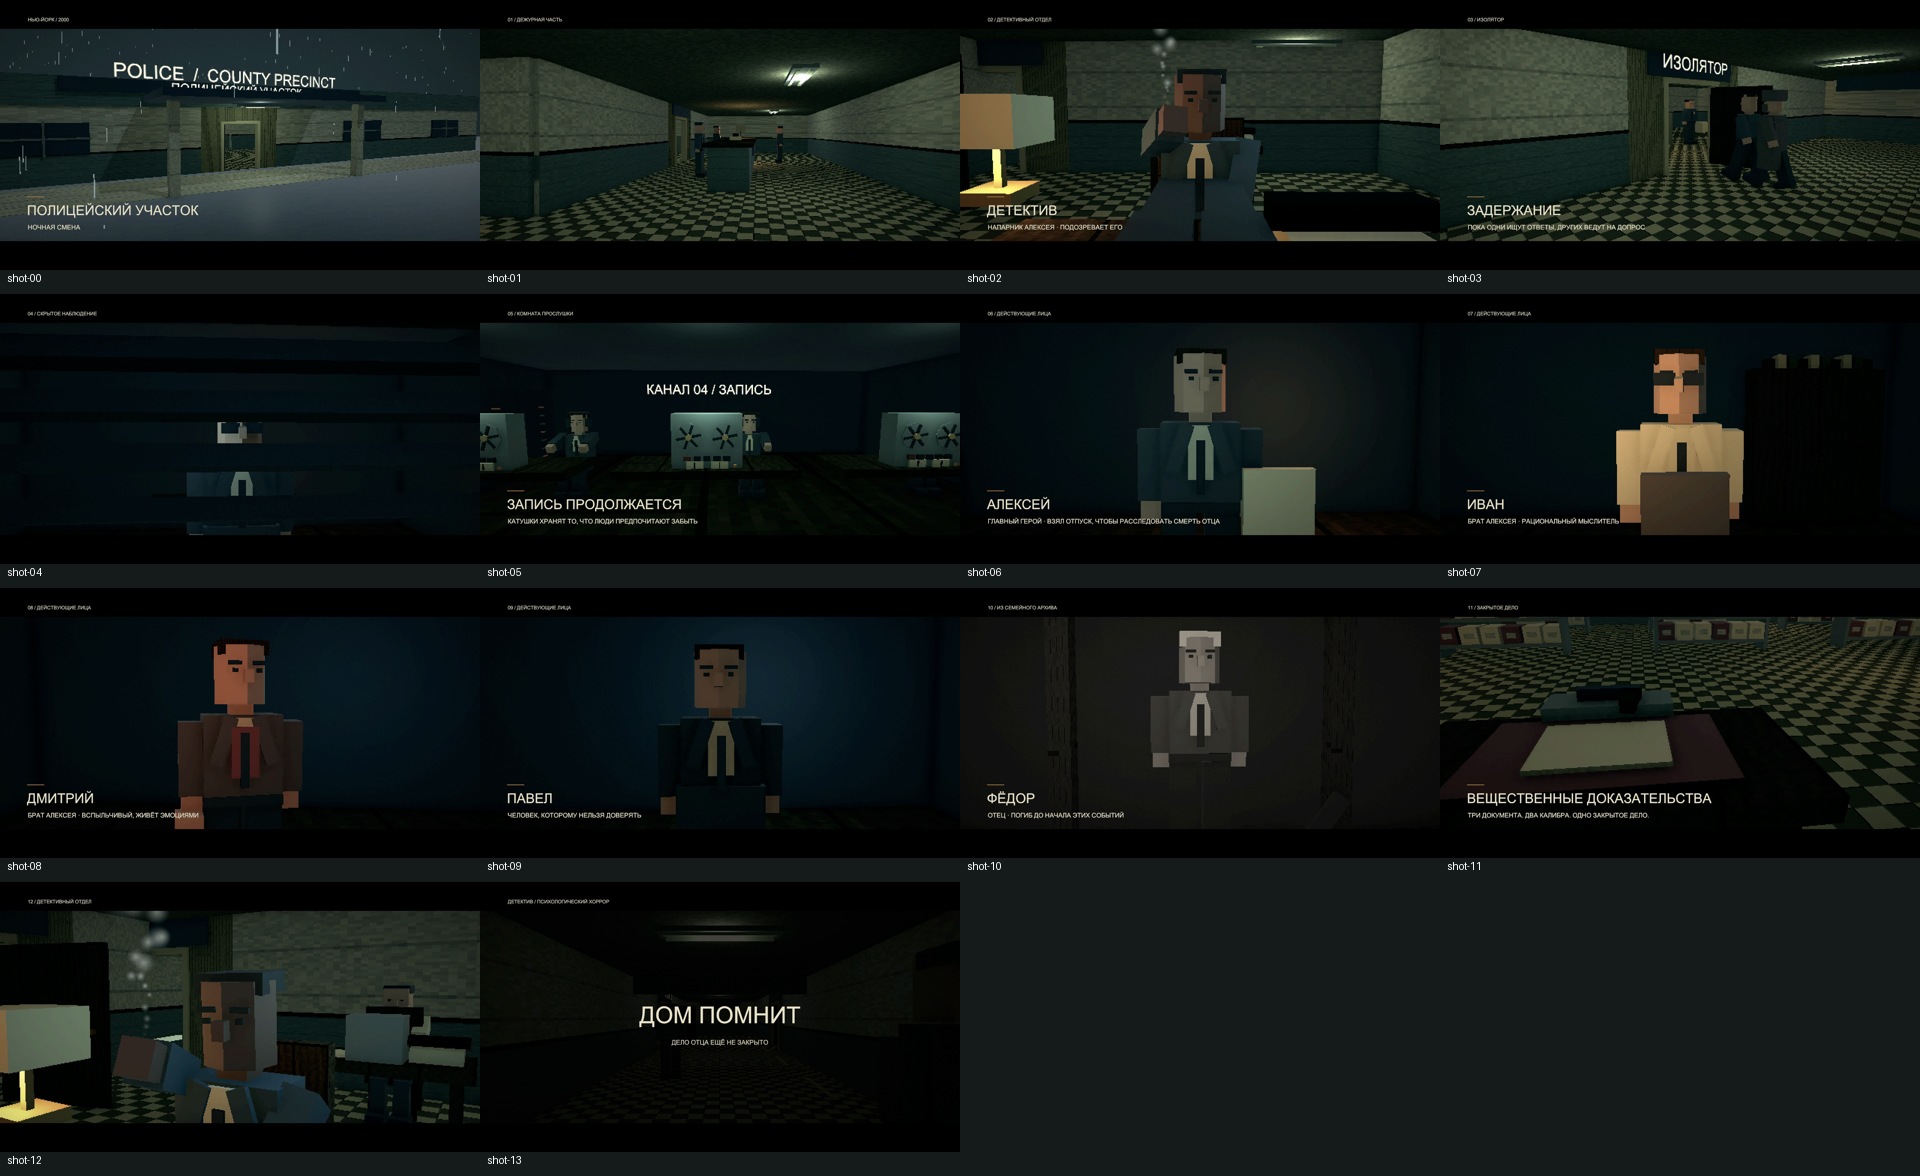 НЬЮ-ЙОРК / 2000
POLICE / COUNTY PRECINCT
ПОЛИЦЕЙСКИЙ УЧАСТОК
ПОЛИЦЕЙСКИЙ УЧАСТОК
НОЧНАЯ СМЕНА
shot-00
01 / ДЕЖУРНАЯ ЧАСТЬ
shot-01
02 / ДЕТЕКТИВНЫЙ ОТДЕЛ
ДЕТЕКТИВ
НАПАРНИК АЛЕКСЕЯ · ПОДОЗРЕВАЕТ ЕГО
shot-02
03 / ИЗОЛЯТОР
ИЗОЛЯТОР
ЗАДЕРЖАНИЕ
ПОКА ОДНИ ИЩУТ ОТВЕТЫ, ДРУГИХ ВЕДУТ НА ДОПРОС
shot-03
04 / СКРЫТОЕ НАБЛЮДЕНИЕ
shot-04
05 / КОМНАТА ПРОСЛУШКИ
КАНАЛ 04 / ЗАПИСЬ
ЗАПИСЬ ПРОДОЛЖАЕТСЯ
КАТУШКИ ХРАНЯТ ТО, ЧТО ЛЮДИ ПРЕДПОЧИТАЮТ ЗАБЫТЬ
shot-05
06 / ДЕЙСТВУЮЩИЕ ЛИЦА
АЛЕКСЕЙ
ГЛАВНЫЙ ГЕРОЙ · ВЗЯЛ ОТПУСК, ЧТОБЫ РАССЛЕДОВАТЬ СМЕРТЬ ОТЦА
shot-06
07 / ДЕЙСТВУЮЩИЕ ЛИЦА
ИВАН
БРАТ АЛЕКСЕЯ · РАЦИОНАЛЬНЫЙ МЫСЛИТЕЛЬ
shot-07
08 / ДЕЙСТВУЮЩИЕ ЛИЦА
ДМИТРИЙ
БРАТ АЛЕКСЕЯ · ВСПЫЛЬЧИВЫЙ, ЖИВЁТ ЭМОЦИЯМИ
shot-08
09 / ДЕЙСТВУЮЩИЕ ЛИЦА
ПАВЕЛ
ЧЕЛОВЕК, КОТОРОМУ НЕЛЬЗЯ ДОВЕРЯТЬ
shot-09
10 / ИЗ СЕМЕЙНОГО АРХИВА
ФЁДОР
ОТЕЦ · ПОГИБ ДО НАЧАЛА ЭТИХ СОБЫТИЙ
shot-10
11 / ЗАКРЫТОЕ ДЕЛО
ВЕЩЕСТВЕННЫЕ ДОКАЗАТЕЛЬСТВА
ТРИ ДОКУМЕНТА. ДВА КАЛИБРА. ОДНО ЗАКРЫТОЕ ДЕЛО.
shot-11
12 / ДЕТЕКТИВНЫЙ ОТДЕЛ
shot-12
ДЕТЕКТИВ / ПСИХОЛОГИЧЕСКИЙ ХОРРОР
ДОМ ПОМНИТ
ДЕЛО ОТЦА ЕЩЁ НЕ ЗАКРЫТО
shot-13